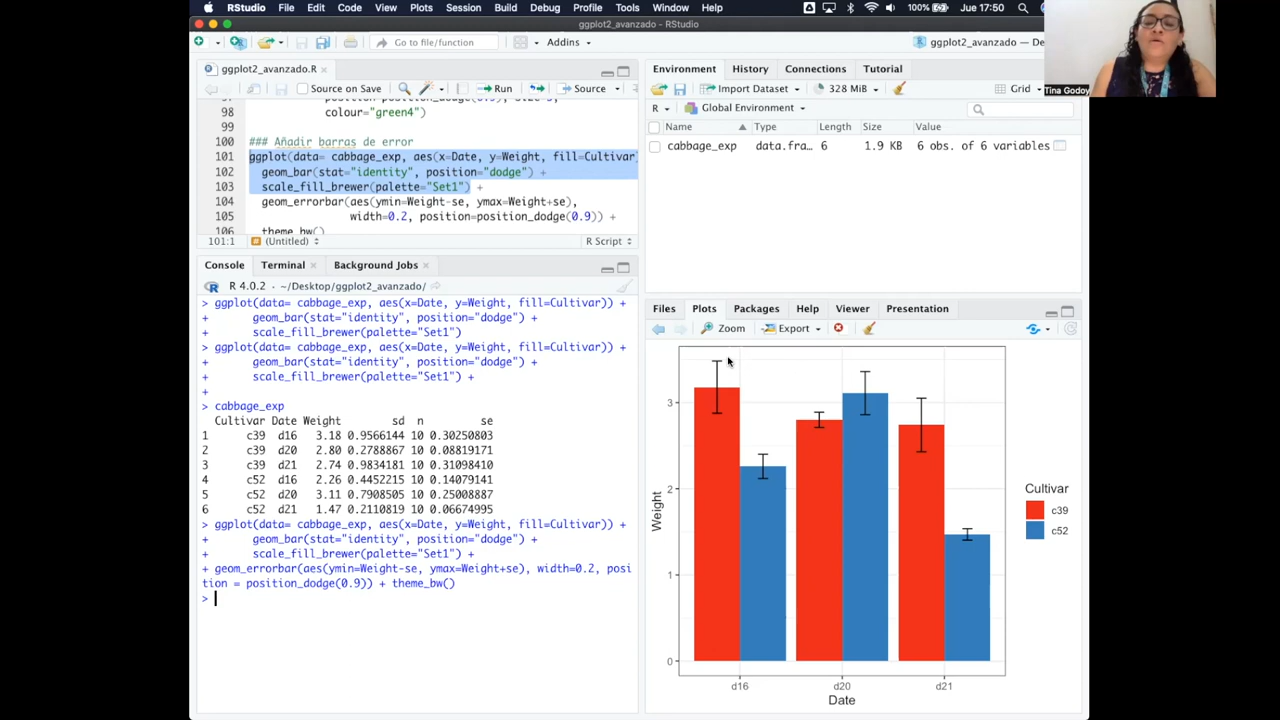 RStudio File Edit Code View Plots Session Build Debug Profile Tools Window Help 100% Jue 17:50
ggplot2_avanzado - RStudio
Go to file/function Addins ggplot2_avanzado — De
Tina Godoy
ggplot2_avanzado.R
Source on Save Run Source
98 colour="green4")
99
100 ### Añadir barras de error
101 ggplot(data= cabbage_exp, aes(x=Date, y=Weight, fill=Cultivar
102 geom_bar(stat="identity", position="dodge") +
103 scale_fill_brewer(palette="Set1") +
104 geom_errorbar(aes(ymin=Weight-se, ymax=Weight+se),
105 width=0.2, position=position_dodge(0.9)) +
106 theme_bw()
101:1 (Untitled) R Script
Console Terminal Background Jobs
R 4.0.2 · ~/Desktop/ggplot2_avanzado/
> ggplot(data= cabbage_exp, aes(x=Date, y=Weight, fill=Cultivar)) +
+ geom_bar(stat="identity", position="dodge") +
+ scale_fill_brewer(palette="Set1")
> ggplot(data= cabbage_exp, aes(x=Date, y=Weight, fill=Cultivar)) +
+ geom_bar(stat="identity", position="dodge") +
+ scale_fill_brewer(palette="Set1") +
+
> cabbage_exp
Cultivar Date Weight sd n se
1 c39 d16 3.18 0.9566144 10 0.30250803
2 c39 d20 2.80 0.2788867 10 0.08819171
3 c39 d21 2.74 0.9834181 10 0.31098410
4 c52 d16 2.26 0.4452215 10 0.14079141
5 c52 d20 3.11 0.7908505 10 0.25008887
6 c52 d21 1.47 0.2110819 10 0.06674995
> ggplot(data= cabbage_exp, aes(x=Date, y=Weight, fill=Cultivar)) +
+ geom_bar(stat="identity", position="dodge") +
+ scale_fill_brewer(palette="Set1") +
+ geom_errorbar(aes(ymin=Weight-se, ymax=Weight+se), width=0.2, posi
tion = position_dodge(0.9)) + theme_bw()
>
Environment History Connections Tutorial
Import Dataset 328 MiB Grid
R Global Environment
Name Type Length Size Value
cabbage_exp data.fra… 6 1.9 KB 6 obs. of 6 variables
Files Plots Packages Help Viewer Presentation
Zoom Export
3
2
1
0
Weight
d16 d20 d21
Date
Cultivar
c39
c52